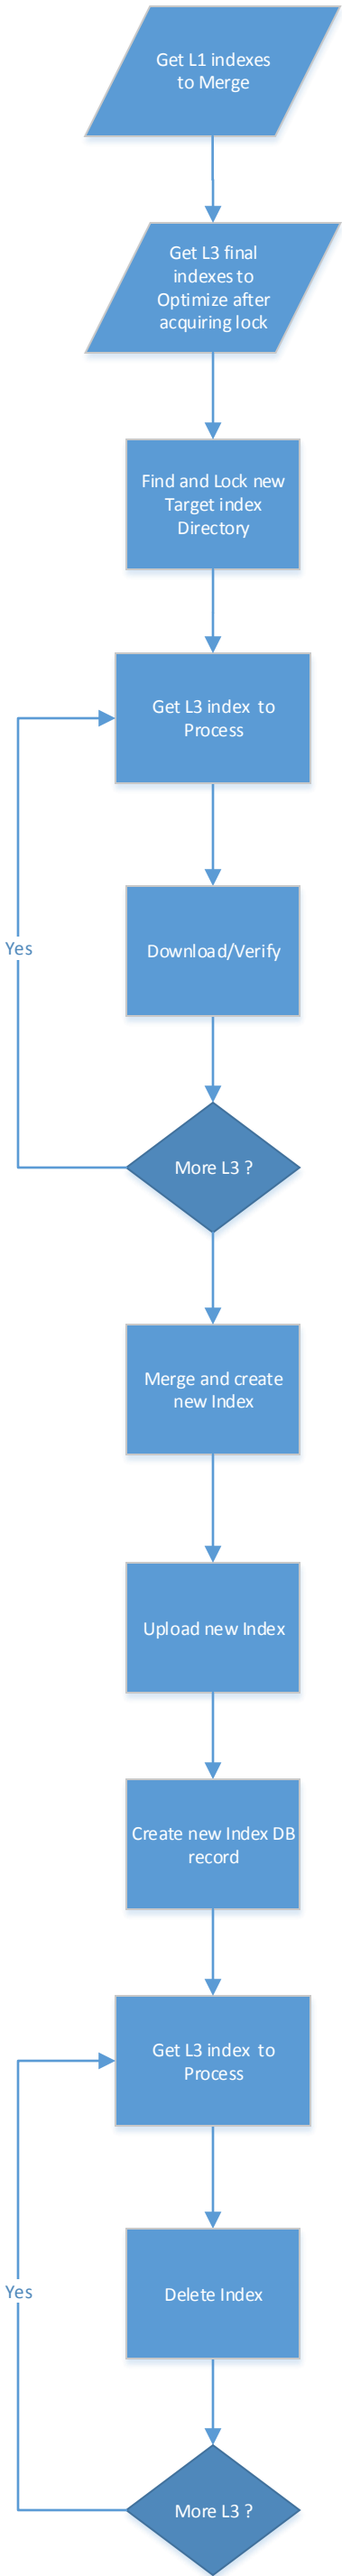 Get L1 indexes
to Merge
Get L3 final
indexes to
Optimize after
acquiring lock
Find and Lock new
Target index
Directory
Get L3 index to
Process
Yes
Download/Verify
More L3 ?
Merge and create
new Index
Upload new Index
Create new Index DB
record
Get L3 index to
Process
Yes
Delete Index
More L3 ?